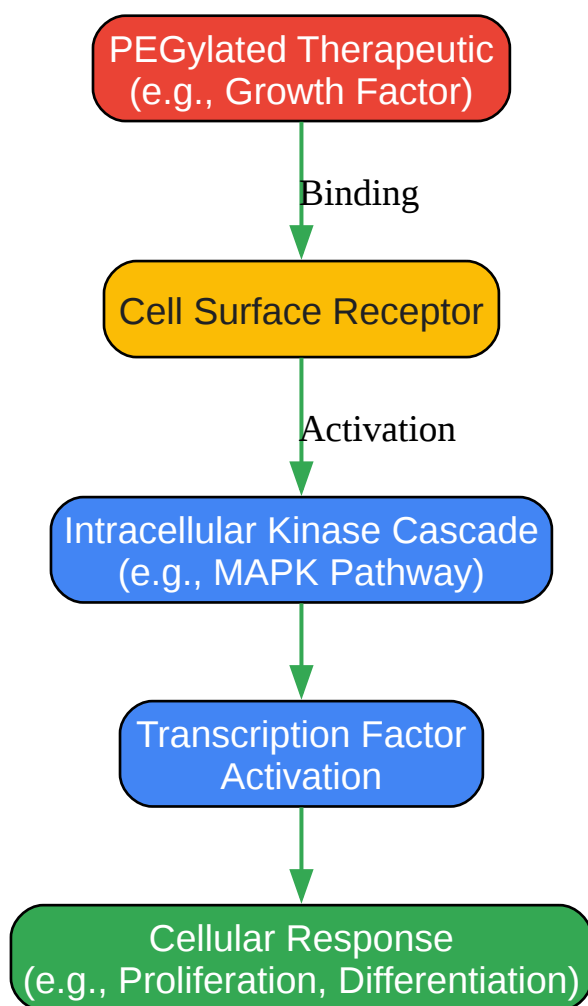 PEGylated Therapeutic
(e.g., Growth Factor)
Binding
Cell Surface Receptor
Activation
Intracellular Kinase Cascade
(e.g., MAPK Pathway)
Transcription Factor
Activation
Cellular Response
(e.g., Proliferation, Differentiation)